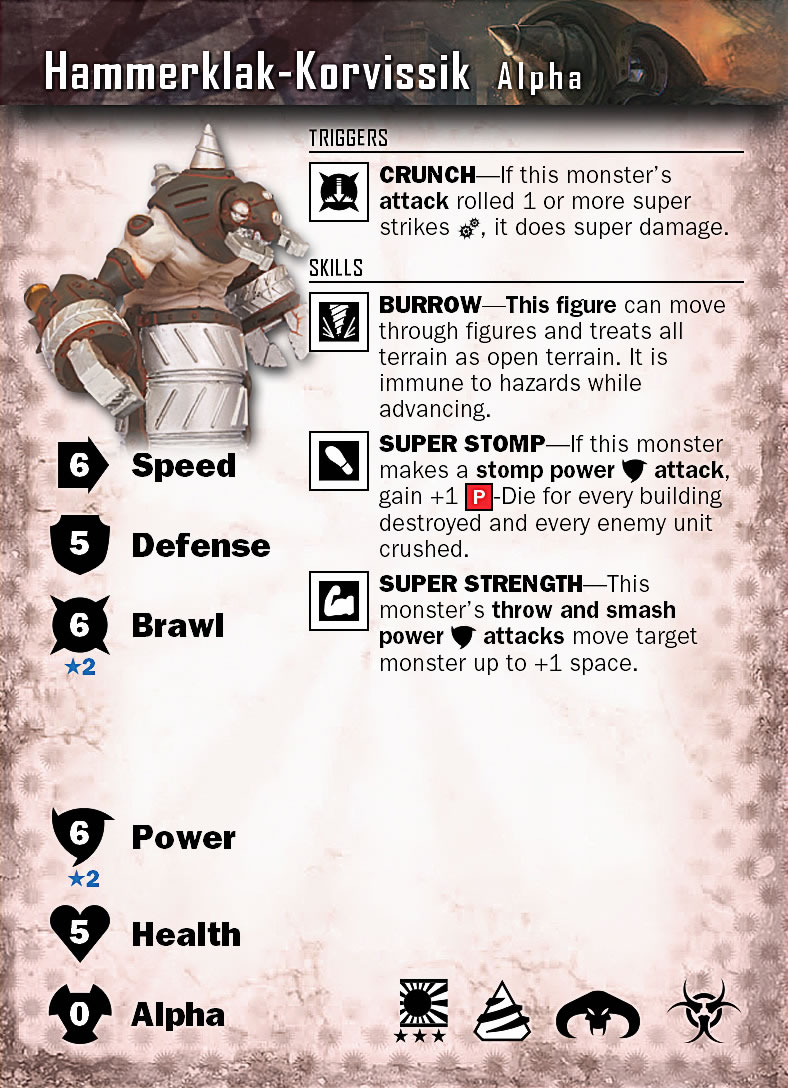 Hammerklak-Korvissik Alpha
TRIGGERS
CRUNCH—If this monster's
attack rolled 1 or more super
strikes , it does super damage.
SKILLS
BURROW—This figure can move
through figures and treats all
terrain as open terrain. It is
immune to hazards while
advancing.
SUPER STOMP—If this monster
makes a stomp power attack,
gain +1 P-Die for every building
destroyed and every enemy unit
crushed.
SUPER STRENGTH—This
monster's throw and smash
power attacks move target
monster up to +1 space.
6 Speed
5 Defense
6 Brawl
★2
6 Power
★2
5 Health
0 Alpha
★★★